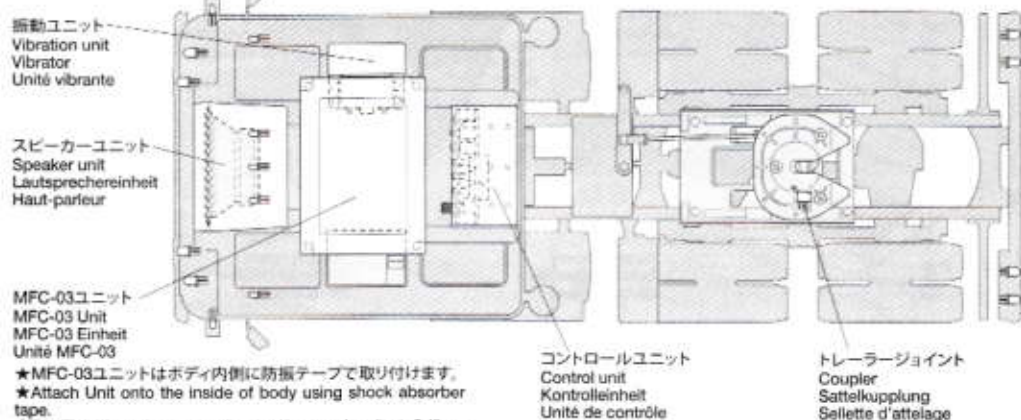 振動ユニット
Vibration unit
Vibrator
Unité vibrante
スピーカーユニット
Speaker unit
Lautsprechereinheit
Haut-parleur
MFC-03ユニット
MFC-03 Unit
MFC-03 Einheit
Unité MFC-03
★MFC-03ユニットはボディ内側に防振テープで取り付けます。
★Attach Unit onto the inside of body using shock absorber
tape.
コントロールユニット
Control unit
Kontrolleinheit
Unité de contrôle
トレーラージョイント
Coupler
Sattelkupplung
Sellette d'attelage